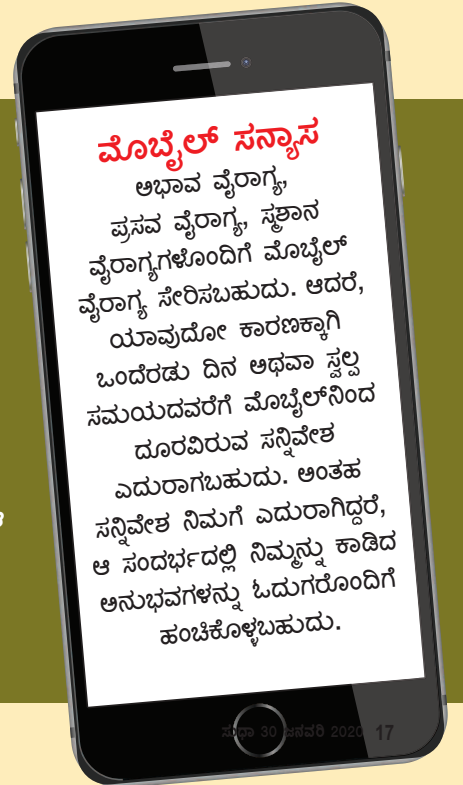 ಮೊಬೈಲ್ ಸನ್ಯಾಸ
ಅಭಾವ ವೈರಾಗ್ಯ,
ಪ್ರಸವ ವೈರಾಗ್ಯ, ಸ್ಮಶಾನ
ವೈರಾಗ್ಯಗಳೊಂದಿಗೆ ಮೊಬೈಲ್
ವೈರಾಗ್ಯ ಸೇರಿಸಬಹುದು. ಆದರೆ,
ಯಾವುದೋ ಕಾರಣಕ್ಕಾಗಿ
ಒಂದೆರಡು ದಿನ ಅಥವಾ ಸ್ವಲ್ಪ
ಸಮಯದವರೆಗೆ ಮೊಬೈಲ್‌ನಿಂದ
ದೂರವಿರುವ ಸನ್ನಿವೇಶ
ಎದುರಾಗಬಹುದು. ಅಂತಹ
ಸನ್ನಿವೇಶ ನಿಮಗೆ ಎದುರಾಗಿದ್ದರೆ,
ಆ ಸಂದರ್ಭದಲ್ಲಿ ನಿಮ್ಮನ್ನು ಕಾಡಿದ
ಅನುಭವಗಳನ್ನು ಓದುಗರೊಂದಿಗೆ
ಹಂಚಿಕೊಳ್ಳಬಹುದು.
ಸುಧಾ 30 ಜನವರಿ 2020 17